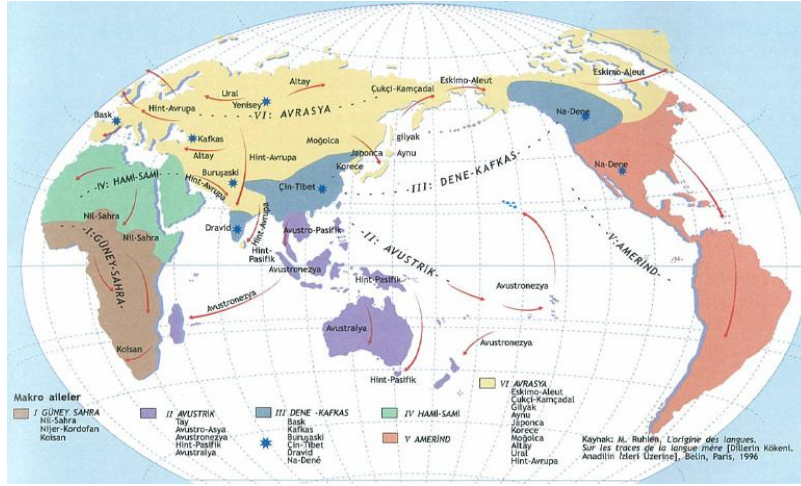 Eskimo-Aleut
Altay
Çukçi-Kamçadal
Eskimo-Aleut
Ural
Yenisey
Hint-Avrupa
VI: AVRASYA
Bask
Na-Dene
Kafkas
Moğolca
gilyak
Altay
Hint-Avrupa
Japonca
Aynu
Korece
Na-Dene
Buruşaski
IV: HAMİ-SAMİ
Hint-Avrupa
Çin-Tibet
III: DENE-KAFKAS
Nil-Sahra
Hint-Avrupa
Dravid
Avustro-Pasifik
Nil-Sahra
I:GÜNEY-SAHRA
II: AVUSTRİK
V:AMERİND
Hint-
Pasifik
Avustronezya
Hint-Pasifik
Avustronezya
Avustronezya
Avustralya
Avustronezya
Koisan
Hint-Pasifik
Makro aileler
I GÜNEY SAHRA
Nil-Sahra
Nijer-Kordofan
Koisan
II AVUSTRİK
Tay
Avustro-Asya
Avustronezya
Hint-Pasifik
Avustralya
III DENE -KAFKAS
Bask
Kafkas
Buruşaski
Çin-Tibet
Dravid
Na-Dené
IV HAMİ-SAMİ
V AMERİND
VI AVRASYA
Eskimo-Aleut
Çukçi-Kamçadal
Gilyak
Aynu
Japonca
Korece
Moğolca
Altay
Ural
Hint-Avrupa
Kaynak: M. Ruhlen, L'origine des langues.
Sur les traces de la langue mère [Dillerin Kökeni.
Anadilin İzleri Üzerine], Belin, Paris, 1996